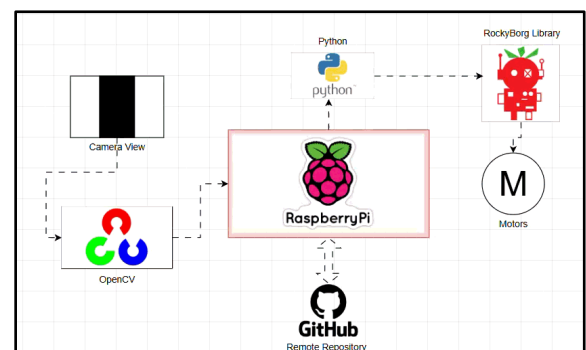 RockyBorg Library
Python
python
Camera View
RaspberryPi
M
Motors
OpenCV
GitHub
Remote Repository